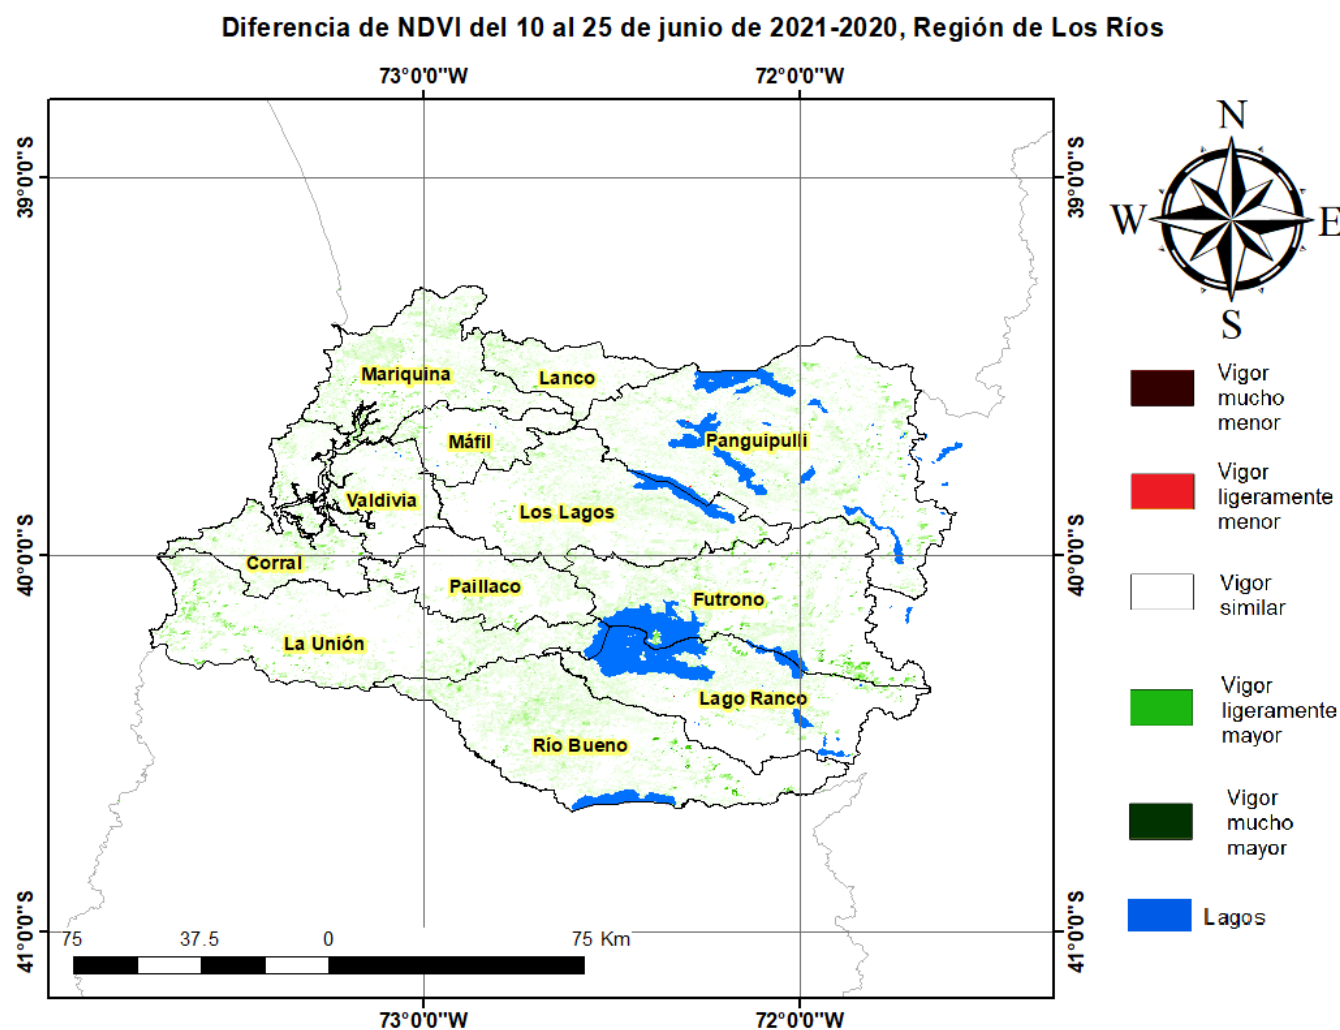 Diferencia de NDVI del 10 al 25 de junio de 2021-2020, Región de Los Ríos
73°0'0"W
72°0'0"W
39°0'0"S
39°0'0"S
N
W
E
S
Mariquina
Lanco
Máfil
Panguipulli
Valdivia
Los Lagos
Corral
Paillaco
Futrono
La Unión
Lago Ranco
Río Bueno
40°0'0"S
40°0'0"S
41°0'0"S
41°0'0"S
75
37.5
0
75 Km
73°0'0"W
72°0'0"W
Vigor
mucho
menor
Vigor
ligeramente
menor
Vigor
similar
Vigor
ligeramente
mayor
Vigor
mucho
mayor
Lagos